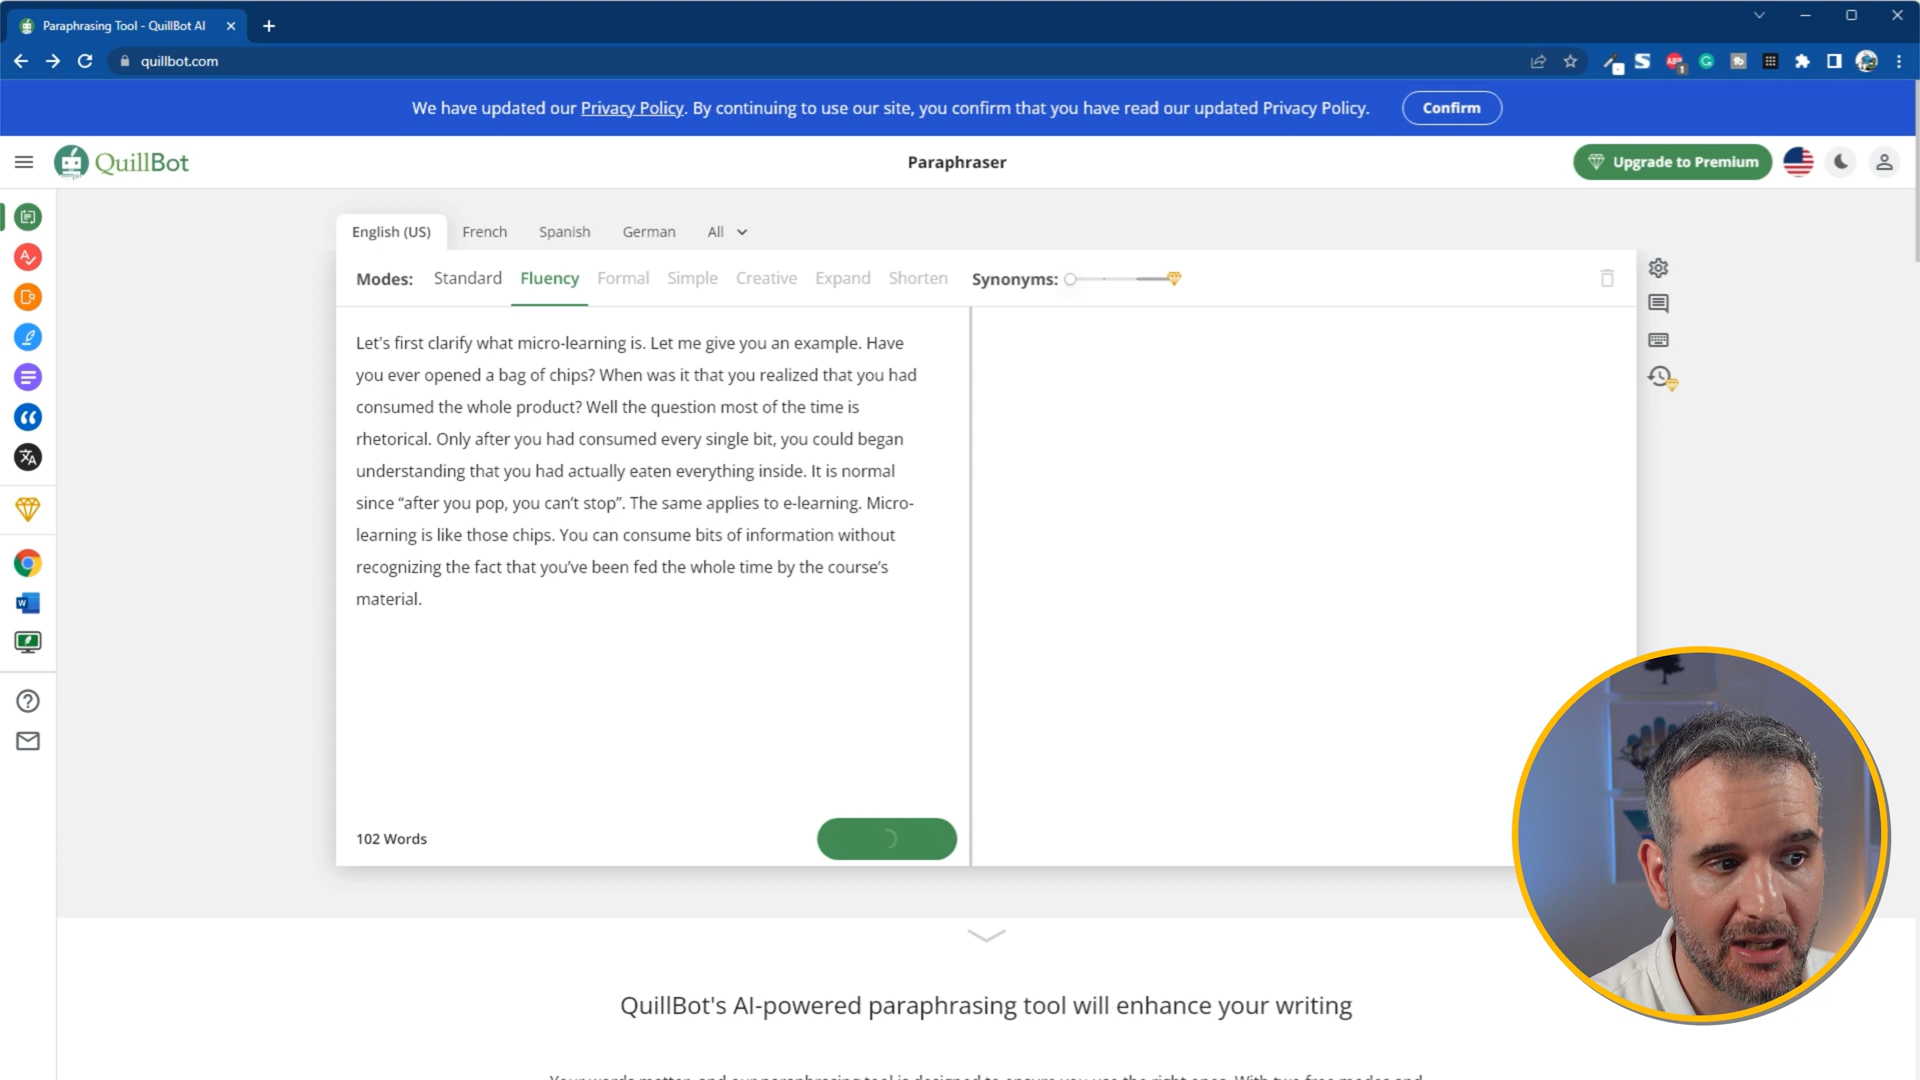 Paraphrasing Tool - QuillBot AI
quillbot.com
We have updated our Privacy Policy. By continuing to use our site, you confirm that you have read our updated Privacy Policy.
Confirm
QuillBot
Paraphraser
Upgrade to Premium
English (US) French Spanish German All
Modes: Standard Fluency Formal Simple Creative Expand Shorten Synonyms:
Let's first clarify what micro-learning is. Let me give you an example. Have
you ever opened a bag of chips? When was it that you realized that you had
consumed the whole product? Well the question most of the time is
rhetorical. Only after you had consumed every single bit, you could began
understanding that you had actually eaten everything inside. It is normal
since “after you pop, you can’t stop”. The same applies to e-learning. Micro-
learning is like those chips. You can consume bits of information without
recognizing the fact that you’ve been fed the whole time by the course’s
material.
102 Words
QuillBot's AI-powered paraphrasing tool will enhance your writing